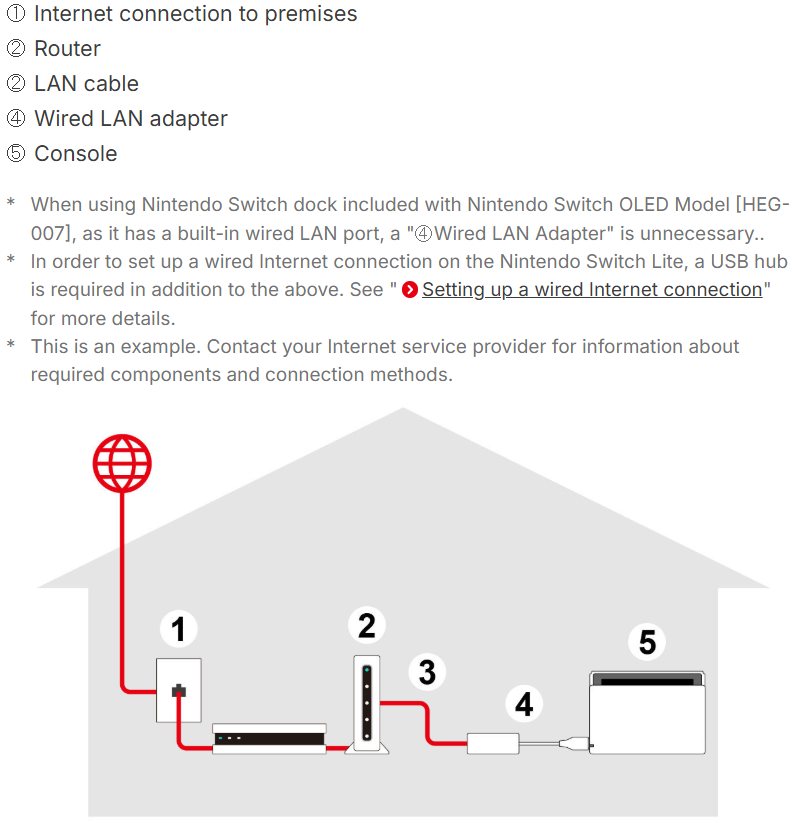 ① Internet connection to premises
② Router
② LAN cable
④ Wired LAN adapter
⑤ Console
* When using Nintendo Switch dock included with Nintendo Switch OLED Model [HEG-
007], as it has a built-in wired LAN port, a "④Wired LAN Adapter" is unnecessary..
* In order to set up a wired Internet connection on the Nintendo Switch Lite, a USB hub
is required in addition to the above. See " Setting up a wired Internet connection"
for more details.
* This is an example. Contact your Internet service provider for information about
required components and connection methods.
1
2
3
4
5